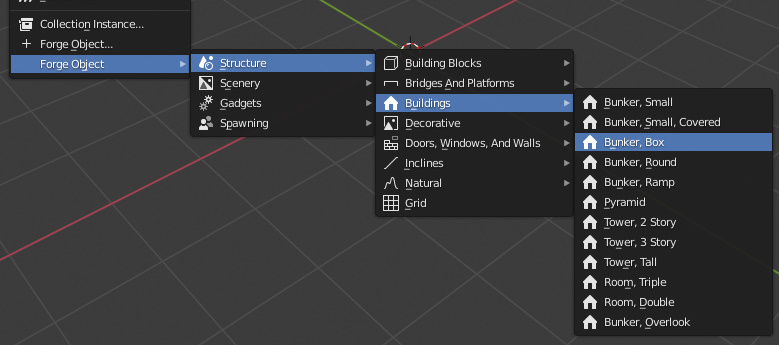 Collection Instance...
Forge Object...
Forge Object
Structure
Scenery
Gadgets
Spawning
Building Blocks
Bridges And Platforms
Buildings
Decorative
Doors, Windows, And Walls
Inclines
Natural
Grid
Bunker, Small
Bunker, Small, Covered
Bunker, Box
Bunker, Round
Bunker, Ramp
Pyramid
Tower, 2 Story
Tower, 3 Story
Tower, Tall
Room, Triple
Room, Double
Bunker, Overlook